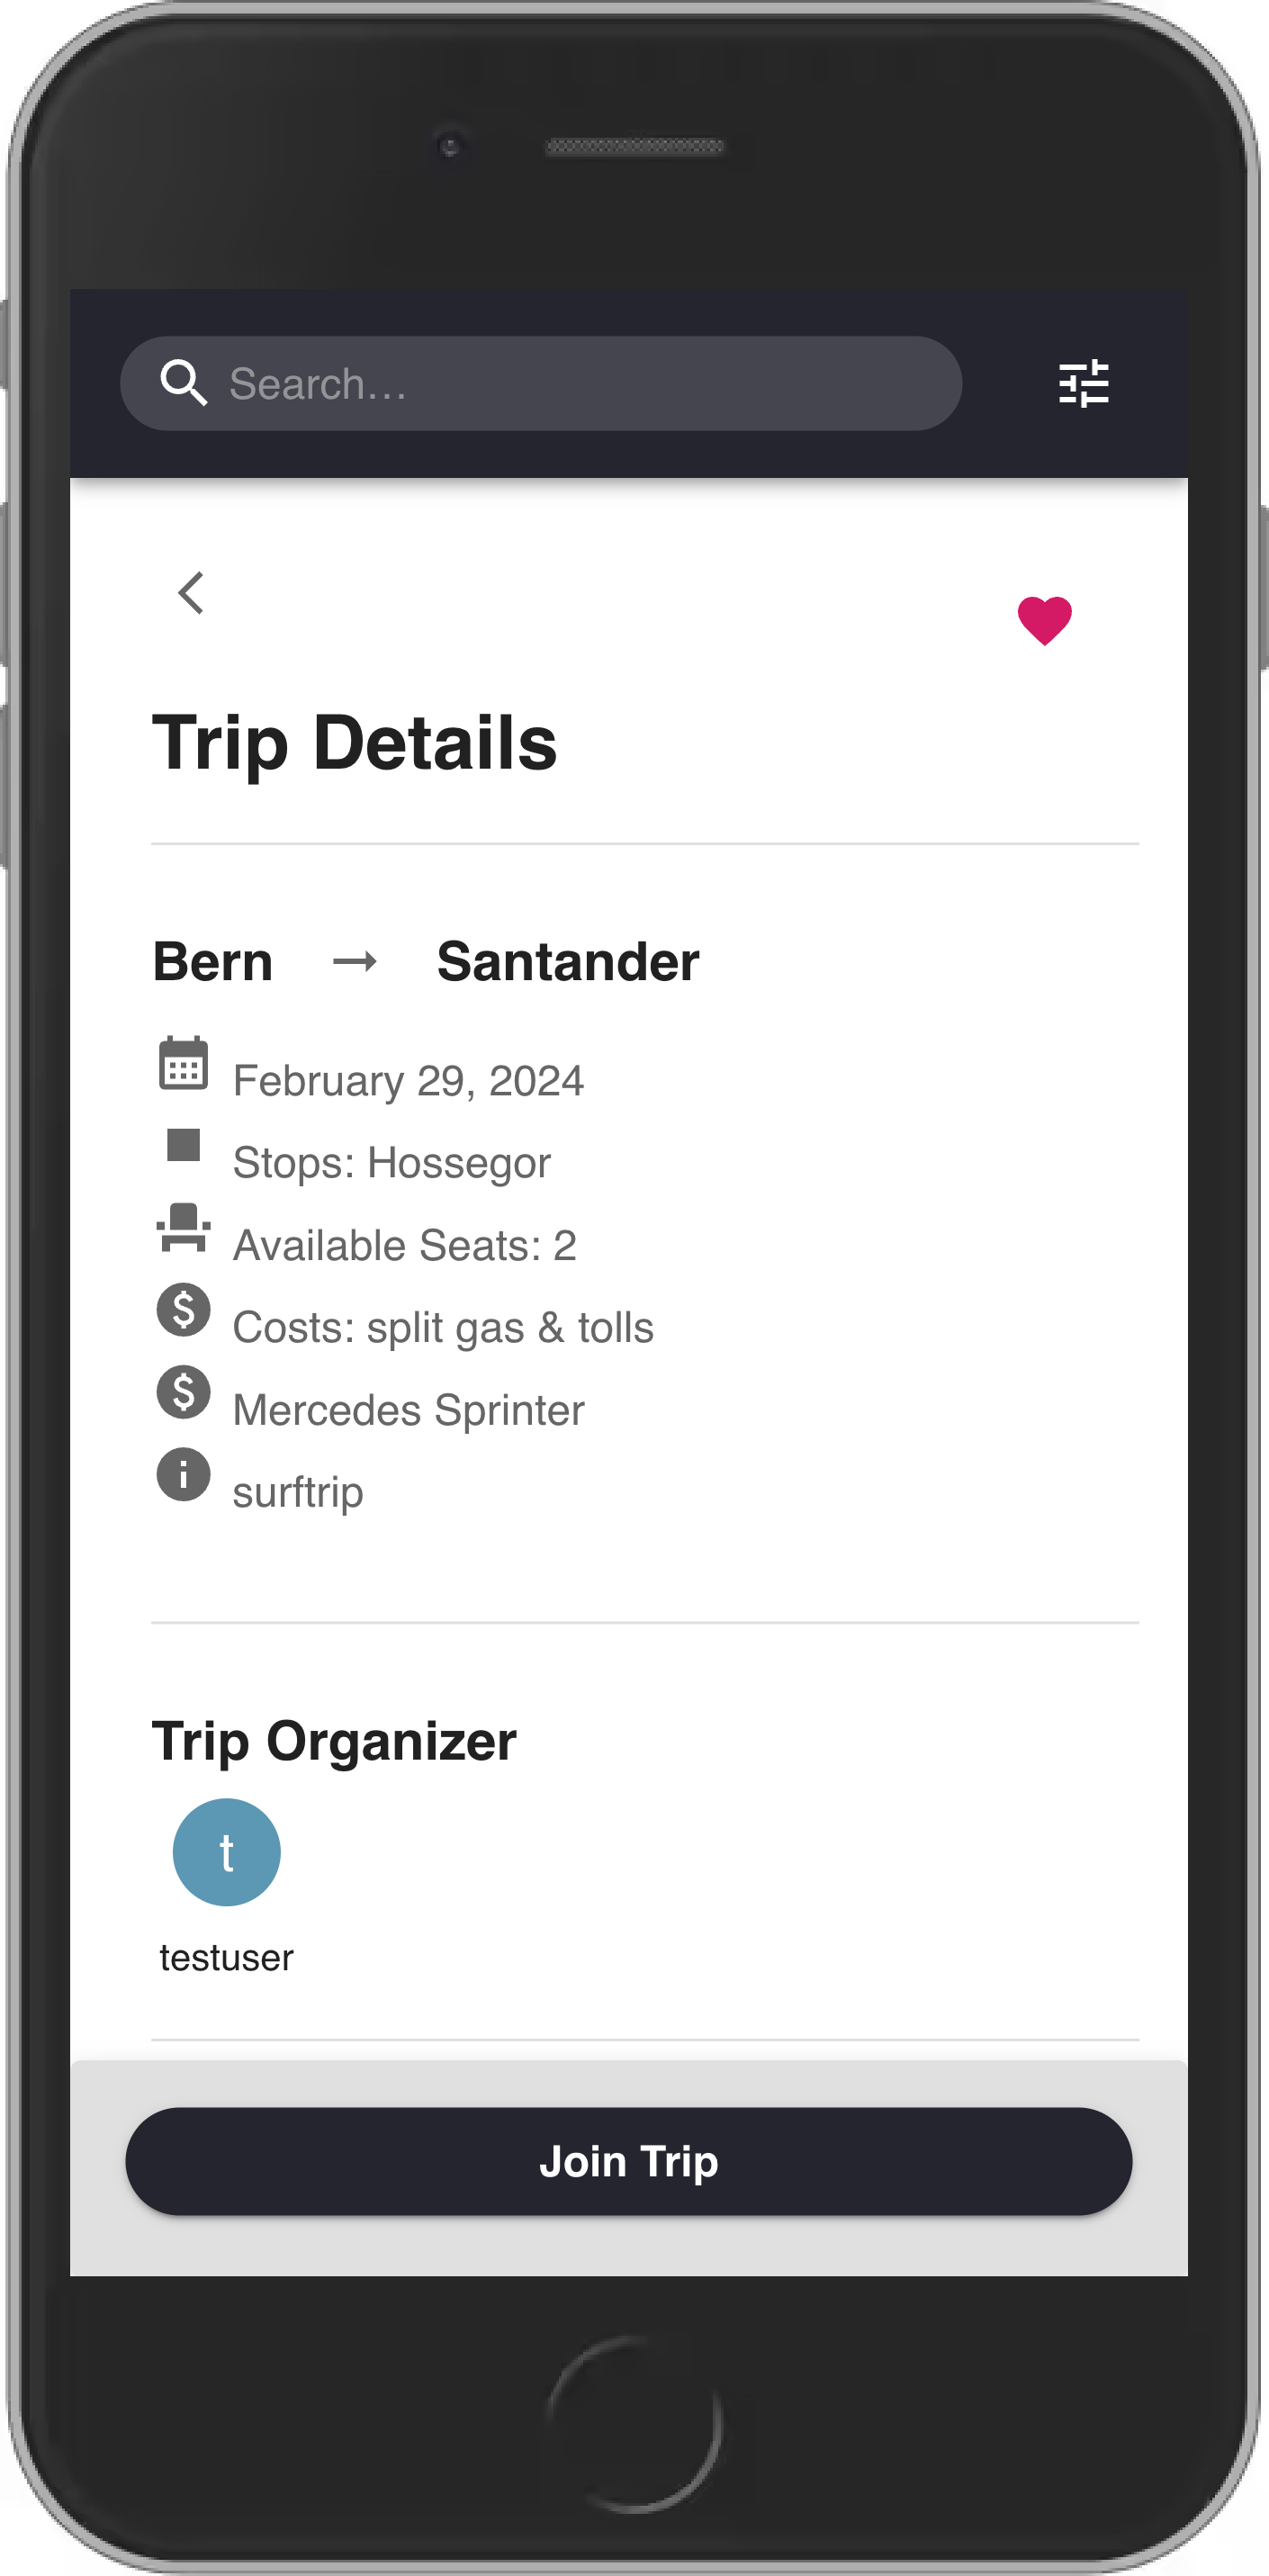 Search...
Trip Details
Bern → Santander
February 29, 2024
Stops: Hossegor
Available Seats: 2
$ Costs: split gas & tolls
$ Mercedes Sprinter
i surftrip
Trip Organizer
t
testuser
Join Trip